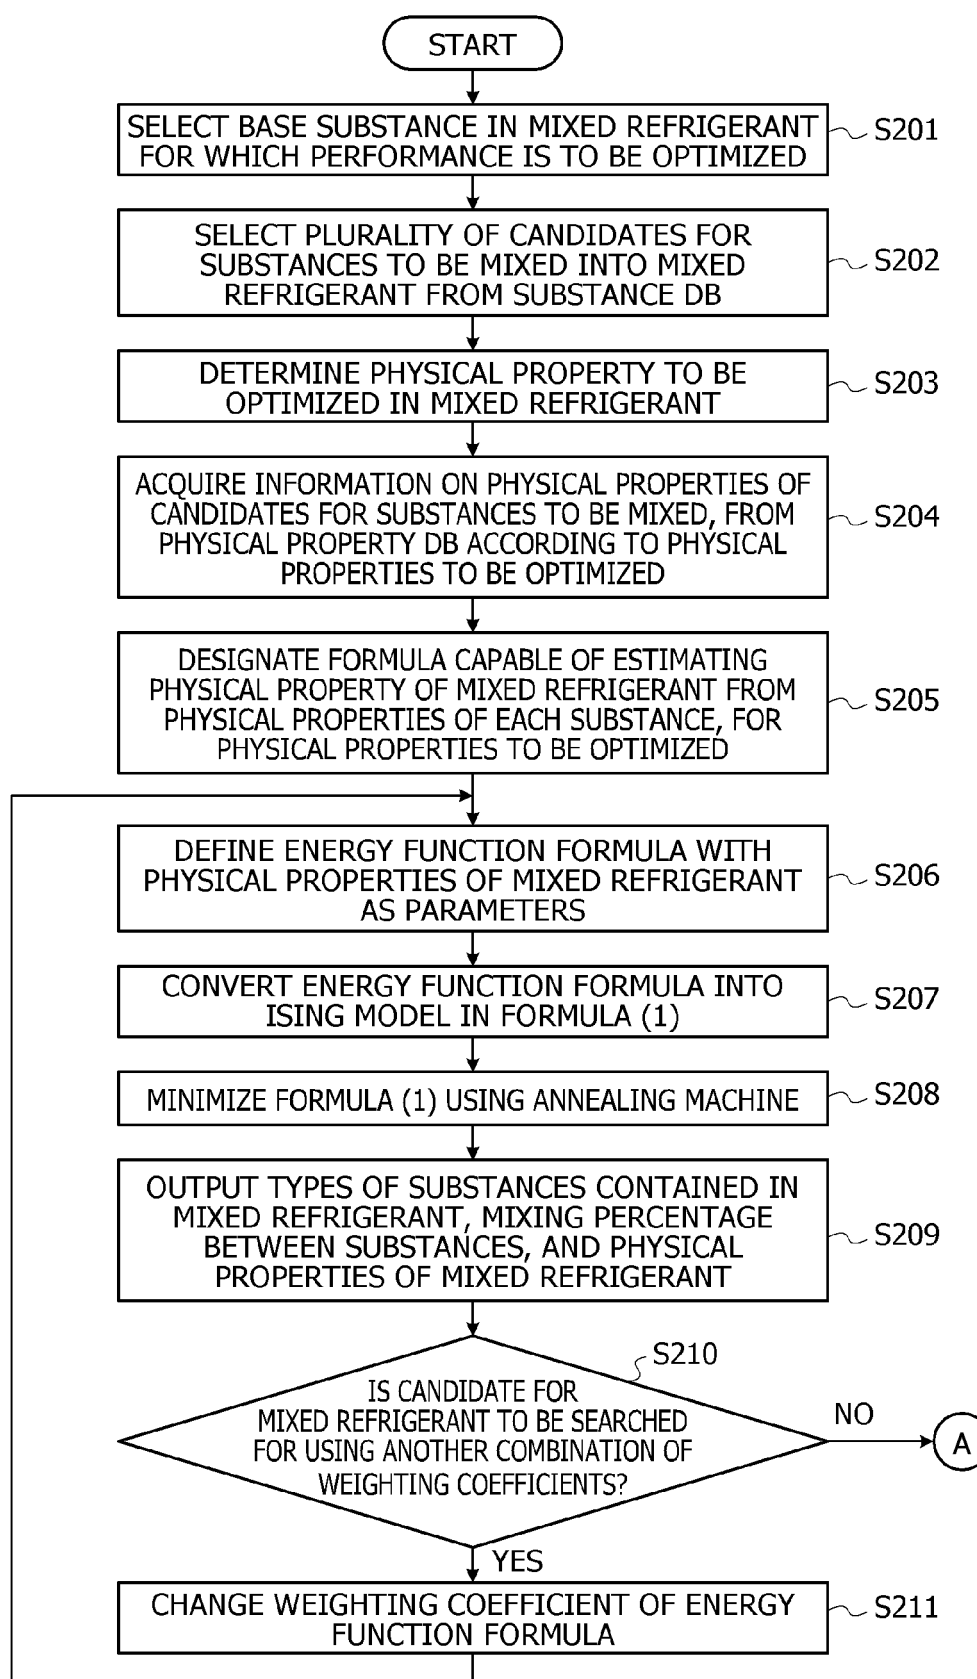 START
SELECT BASE SUBSTANCE IN MIXED REFRIGERANT
FOR WHICH PERFORMANCE IS TO BE OPTIMIZED
S201
SELECT PLURALITY OF CANDIDATES FOR
SUBSTANCES TO BE MIXED INTO MIXED
REFRIGERANT FROM SUBSTANCE DB
S202
DETERMINE PHYSICAL PROPERTY TO BE
OPTIMIZED IN MIXED REFRIGERANT
S203
ACQUIRE INFORMATION ON PHYSICAL PROPERTIES OF
CANDIDATES FOR SUBSTANCES TO BE MIXED, FROM
PHYSICAL PROPERTY DB ACCORDING TO PHYSICAL
PROPERTIES TO BE OPTIMIZED
S204
DESIGNATE FORMULA CAPABLE OF ESTIMATING
PHYSICAL PROPERTY OF MIXED REFRIGERANT FROM
PHYSICAL PROPERTIES OF EACH SUBSTANCE, FOR
PHYSICAL PROPERTIES TO BE OPTIMIZED
S205
DEFINE ENERGY FUNCTION FORMULA WITH
PHYSICAL PROPERTIES OF MIXED REFRIGERANT
AS PARAMETERS
S206
CONVERT ENERGY FUNCTION FORMULA INTO
ISING MODEL IN FORMULA (1)
S207
MINIMIZE FORMULA (1) USING ANNEALING MACHINE
S208
OUTPUT TYPES OF SUBSTANCES CONTAINED IN
MIXED REFRIGERANT, MIXING PERCENTAGE
BETWEEN SUBSTANCES, AND PHYSICAL
PROPERTIES OF MIXED REFRIGERANT
S209
S210
IS CANDIDATE FOR
MIXED REFRIGERANT TO BE SEARCHED
FOR USING ANOTHER COMBINATION OF
WEIGHTING COEFFICIENTS?
NO
A
YES
CHANGE WEIGHTING COEFFICIENT OF ENERGY
FUNCTION FORMULA
S211